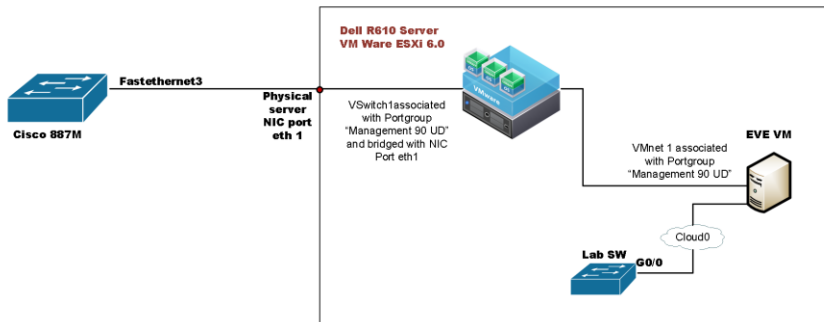 Dell R610 Server
VM Ware ESXi 6.0
Fastethernet3
Cisco 887M
Physical
server
NIC port
eth 1
VSwitch1associated
with Portgroup
“Management 90 UD”
and bridged with NIC
Port eth1
VMware
VMnet 1 associated
with Portgroup
“Management 90 UD”
EVE VM
Cloud0
Lab SW
G0/0